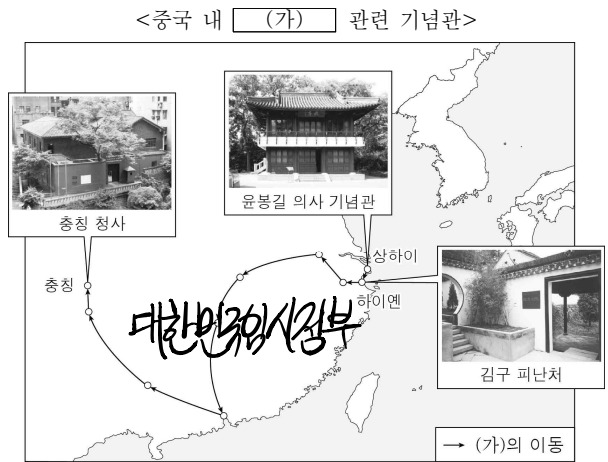 <중국 내 (가) 관련 기념관>
충칭 청사
윤봉길 의사 기념관
상하이
충칭
하이옌
대한민국임시정부
김구 피난처
→ (가)의 이동